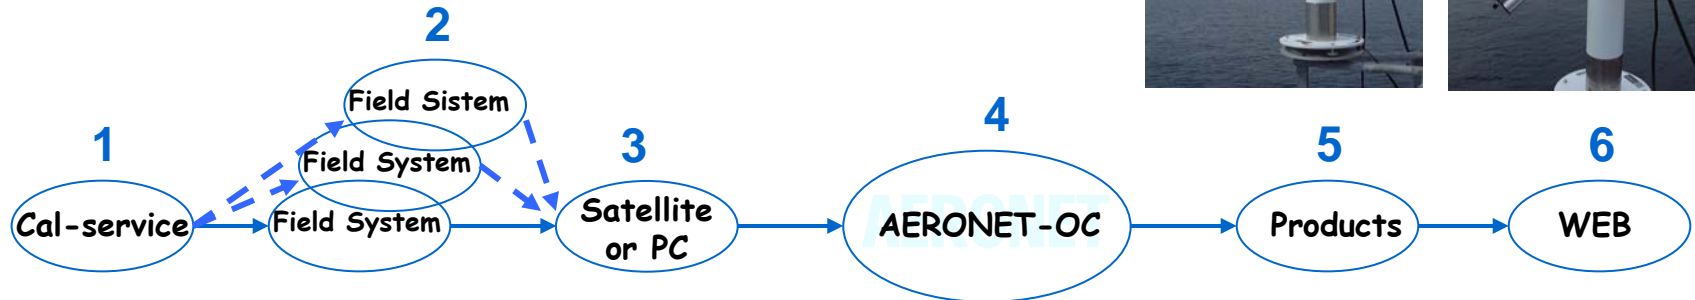 1
Cal-service
2
Field Sistem
Field System
Field System
3
Satellite
or PC
4
AERONET
AERONET-OC
5
Products
6
WEB